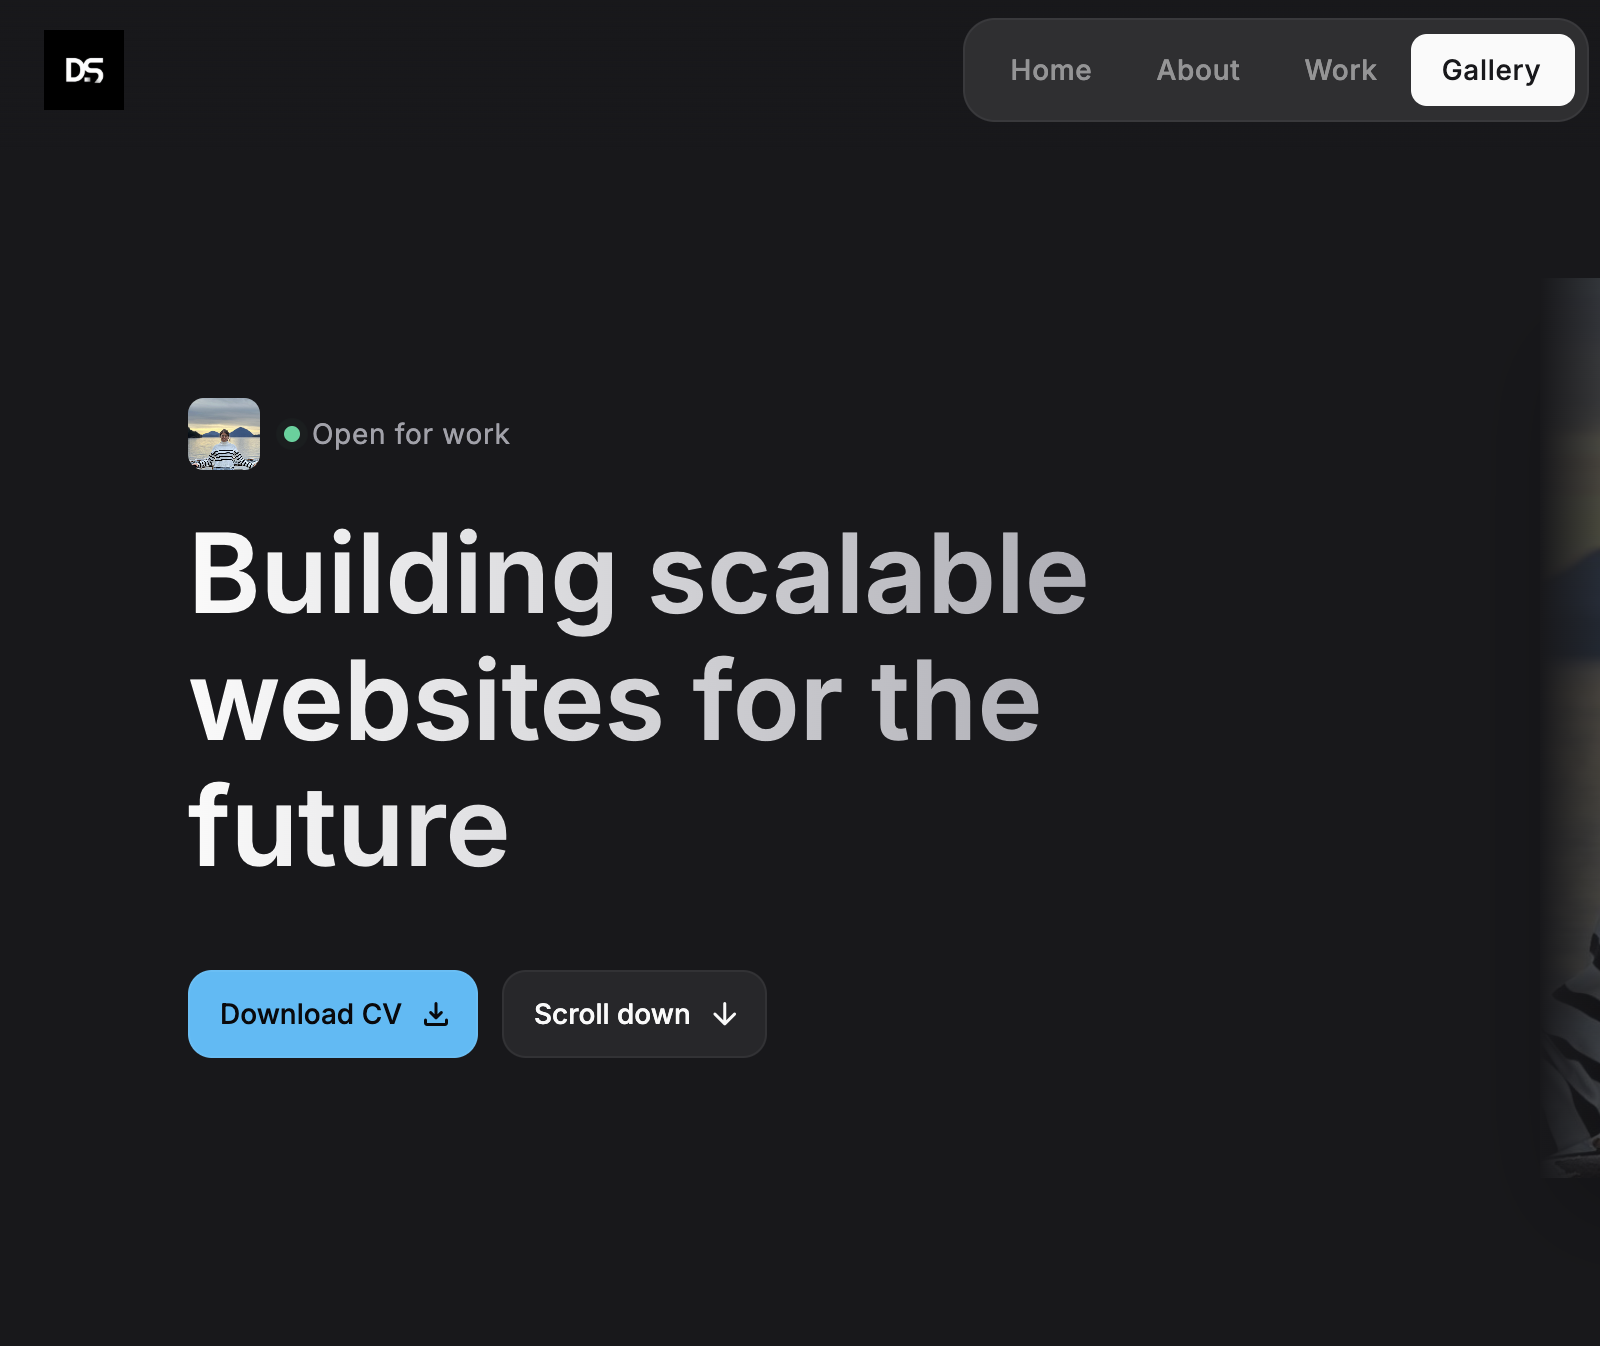 DS
Home About Work Gallery
Open for work
Building scalable
websites for the
future
Download CV
Scroll down